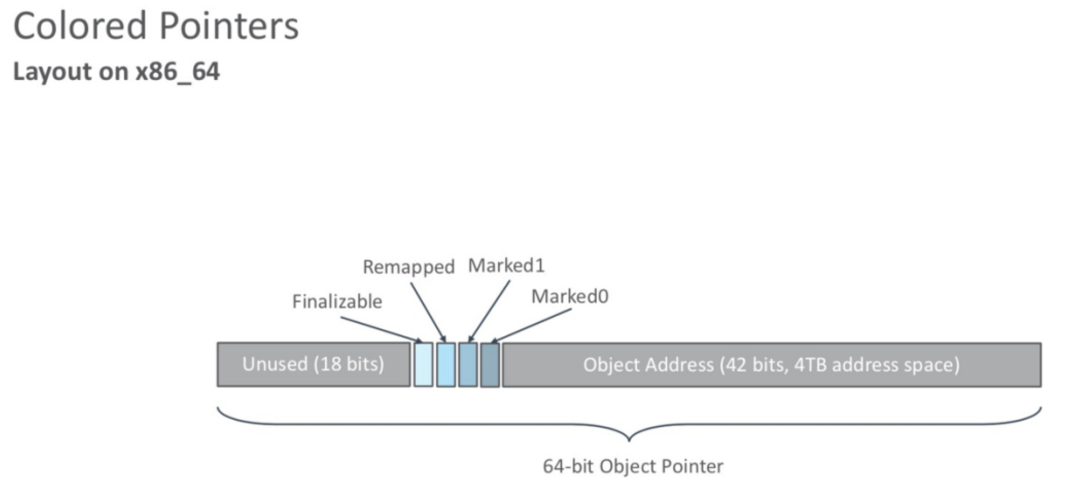 Colored Pointers
Layout on x86_64
Remapped Marked1
Finalizable
Marked0
Unused (18 bits)
Object Address (42 bits, 4TB address space)
64-bit Object Pointer